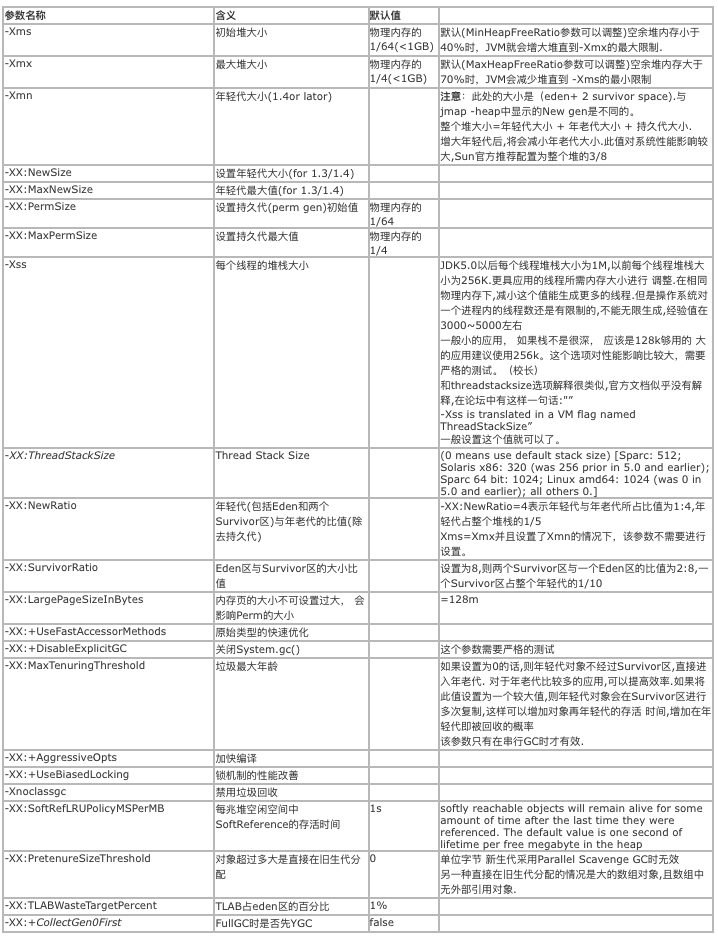 参数名称 含义 默认值
-Xms 初始堆大小 物理内存的 默认(MinHeapFreeRatio参数可以调整)空余堆内存小于
1/64(<1GB) 40%时，JVM就会增大堆直到-Xmx的最大限制.
-Xmx 最大堆大小 物理内存的 默认(MaxHeapFreeRatio参数可以调整)空余堆内存大于
1/4(<1GB) 70%时，JVM会减少堆直到 -Xms的最小限制
-Xmn 年轻代大小(1.4or lator) 注意：此处的大小是（eden+ 2 survivor space).与
jmap -heap中显示的New gen是不同的。
整个堆大小=年轻代大小 + 年老代大小 + 持久代大小.
增大年轻代后,将会减小年老代大小.此值对系统性能影响较
大,Sun官方推荐配置为整个堆的3/8
-XX:NewSize 设置年轻代大小(for 1.3/1.4)
-XX:MaxNewSize 年轻代最大值(for 1.3/1.4)
-XX:PermSize 设置持久代(perm gen)初始值 物理内存的
1/64
-XX:MaxPermSize 设置持久代最大值 物理内存的
1/4
-Xss 每个线程的堆栈大小 JDK5.0以后每个线程堆栈大小为1M,以前每个线程堆栈大
小为256K.更具应用的线程所需内存大小进行 调整.在相同
物理内存下,减小这个值能生成更多的线程.但是操作系统对
一个进程内的线程数还是有限制的,不能无限生成,经验值在
3000~5000左右
一般小的应用， 如果栈不是很深， 应该是128k够用的 大
的应用建议使用256k。这个选项对性能影响比较大，需要
严格的测试。（校长）
和threadstacksize选项解释很类似,官方文档似乎没有解
释,在论坛中有这样一句话:"”
-Xss is translated in a VM flag named
ThreadStackSize”
一般设置这个值就可以了。
-XX:ThreadStackSize Thread Stack Size (0 means use default stack size) [Sparc: 512;
Solaris x86: 320 (was 256 prior in 5.0 and earlier);
Sparc 64 bit: 1024; Linux amd64: 1024 (was 0 in
5.0 and earlier); all others 0.]
-XX:NewRatio 年轻代(包括Eden和两个 -XX:NewRatio=4表示年轻代与年老代所占比值为1:4,年
Survivor区)与年老代的比值(除 轻代占整个堆栈的1/5
去持久代) Xms=Xmx并且设置了Xmn的情况下，该参数不需要进行
设置。
-XX:SurvivorRatio Eden区与Survivor区的大小比 设置为8,则两个Survivor区与一个Eden区的比值为2:8,一
值 个Survivor区占整个年轻代的1/10
-XX:LargePageSizeInBytes 内存页的大小不可设置过大， 会 =128m
影响Perm的大小
-XX:+UseFastAccessorMethods 原始类型的快速优化
-XX:+DisableExplicitGC 关闭System.gc() 这个参数需要严格的测试
-XX:MaxTenuringThreshold 垃圾最大年龄 如果设置为0的话,则年轻代对象不经过Survivor区,直接进
入年老代. 对于年老代比较多的应用,可以提高效率.如果将
此值设置为一个较大值,则年轻代对象会在Survivor区进行
多次复制,这样可以增加对象再年轻代的存活 时间,增加在年
轻代即被回收的概率
该参数只有在串行GC时才有效.
-XX:+AggressiveOpts 加快编译
-XX:+UseBiasedLocking 锁机制的性能改善
-Xnoclassgc 禁用垃圾回收
-XX:SoftRefLRUPolicyMSPerMB 每兆堆空闲空间中 1s softly reachable objects will remain alive for some
SoftReference的存活时间 amount of time after the last time they were
referenced. The default value is one second of
lifetime per free megabyte in the heap
-XX:PretenureSizeThreshold 对象超过多大是直接在旧生代分 0 单位字节 新生代采用Parallel Scavenge GC时无效
配 另一种直接在旧生代分配的情况是大的数组对象,且数组中
无外部引用对象.
-XX:TLABWasteTargetPercent TLAB占eden区的百分比 1%
-XX:+CollectGen0First FullGC时是否先YGC false